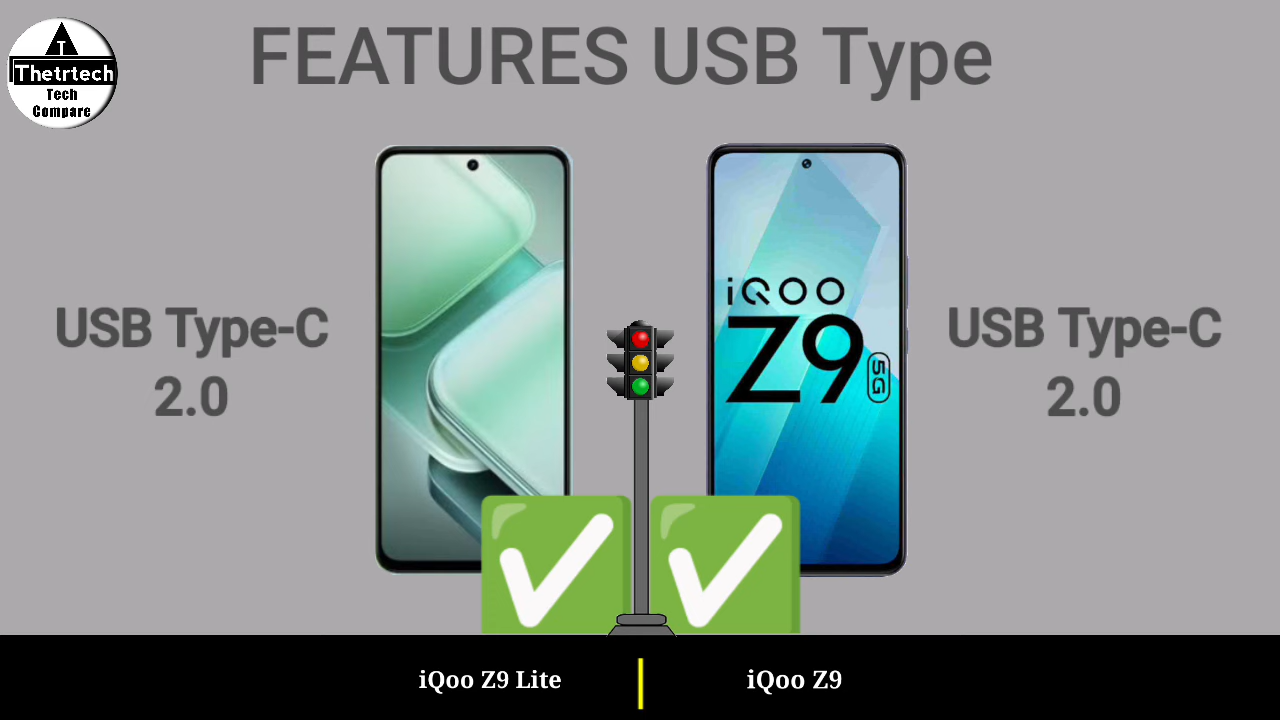 T
Thetrtech
Tech
Compare
FEATURES USB Type
USB Type-C
2.0
iQOO
Z9
5G
USB Type-C
2.0
iQoo Z9 Lite
iQoo Z9